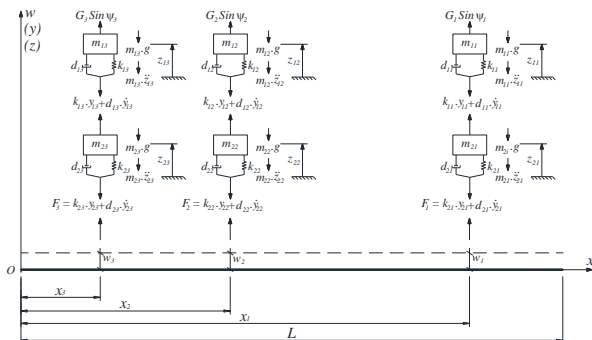 w
(y)
(z)
G₃Sinψ₃ G₂Sinψ₂ G₁Sinψ₁
m₁₃ m₁₃.g z₁₃ m₁₂ m₁₂.g z₁₂ m₁₁ m₁₁.g z₁₁
d₁₃ k₁₃ m₁₃.z̈₁₃ d₁₂ k₁₂ m₁₂.z̈₁₂ d₁₁ k₁₁ m₁₁.z̈₁₁
k₁₃.y₁₃+d₁₃.ẏ₁₃ k₁₂.y₁₂+d₁₂.ẏ₁₂ k₁₁.y₁₁+d₁₁.ẏ₁₁
m₂₃ m₂₃.g z₂₃ m₂₂ m₂₂.g z₂₂ m₂₁ m₂ᵢ.g z₂₁
d₂₃ k₂₃ m₂₃.z̈₂₃ d₂₂ k₂₂ m₂₂.z̈₂₂ d₂₁ k₂₁ m₂₁.z̈₂₁
F₃ = k₂₃.y₂₃+d₂₃.ẏ₂₃ F₂ = k₂₂.y₂₂+d₂₂.ẏ₂₂ F₁ = k₂₁.y₂₁+d₂₁.ẏ₂₁
w₃ w₂ w₁
O x
x₃
x₂
x₁
L